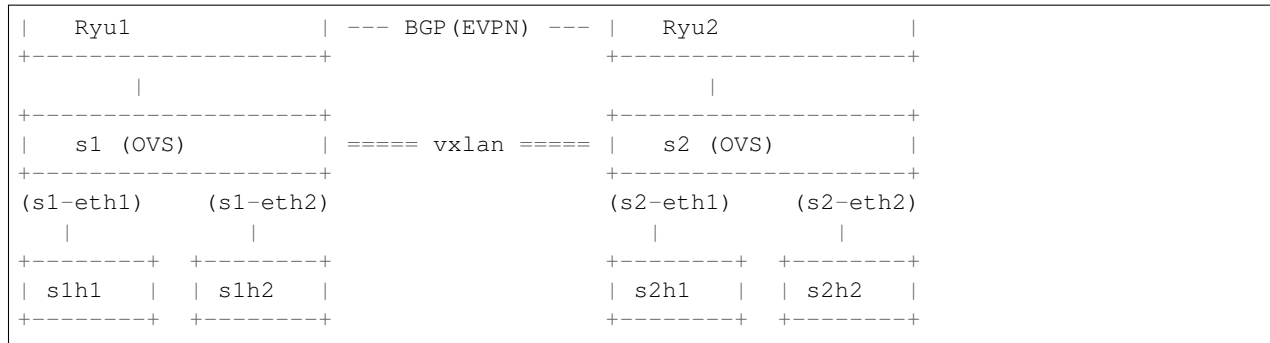 |   Ryu1             | --- BGP(EVPN) --- |   Ryu2             |
+--------------------+                   +--------------------+
        |                                       |
+--------------------+                   +--------------------+
|   s1 (OVS)         | ===== vxlan ===== |   s2 (OVS)         |
+--------------------+                   +--------------------+
(s1-eth1)    (s1-eth2)                   (s2-eth1)    (s2-eth2)
   |            |                           |            |
+--------+  +--------+                   +--------+  +--------+
| s1h1   |  | s1h2   |                   | s2h1   |  | s2h2   |
+--------+  +--------+                   +--------+  +--------+